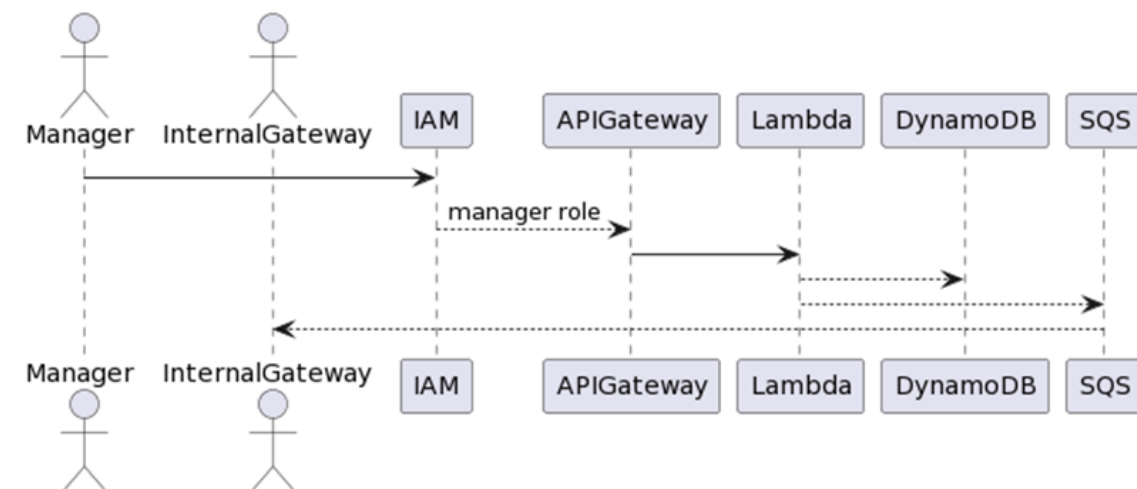 Manager
InternalGateway
IAM
APIGateway
Lambda
DynamoDB
SQS
manager role
Manager
InternalGateway
IAM
APIGateway
Lambda
DynamoDB
SQS